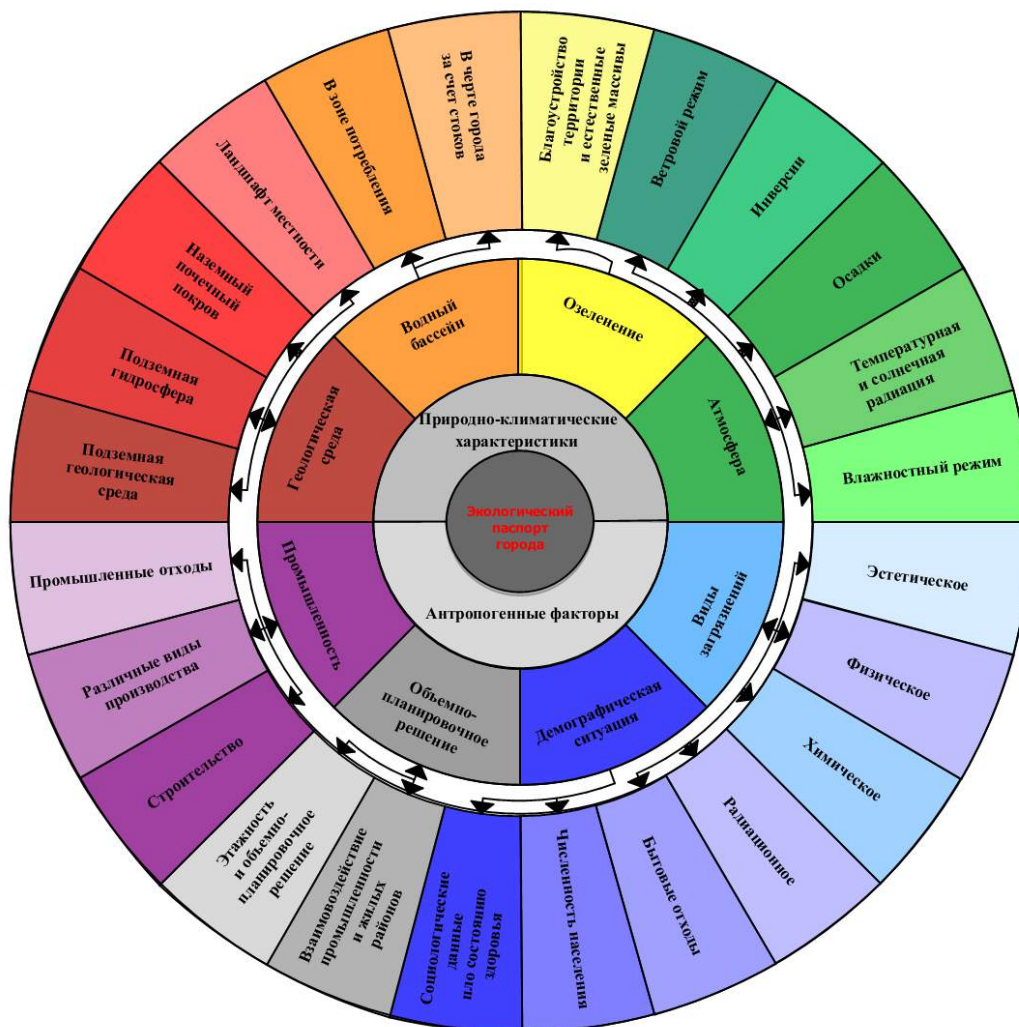 Экологический
паспорт
города
Природно-климатические
характеристики
Антропогенные факторы
Водный
бассейн
Озеленение
Атмосфера
Виды
загрязнений
Демографическая
ситуация
Объемно-
планировочное
решение
Промышленность
Геологическая
среда
В черте города
за счет стоков
Благоустройство
территории
и естественные
зеленые массивы
Ветровой режим
Инверсии
Осадки
Температурная
и солнечная
радиация
Влажностный режим
Эстетическое
Физическое
Химическое
Радиационное
Бытовые отходы
Численность населения
Социологические
данные
пло состоянию
здоровья
Взаимовоздействие
промышленности
и жилых
районов
Этажность
и объемно-
планировочное
решение
Строительство
Различные виды
производства
Промышленные отходы
Подземная
геологическая
среда
Подземная
гидросфера
Наземный
почечный
покров
Ландшафт местности
В зоне потребления